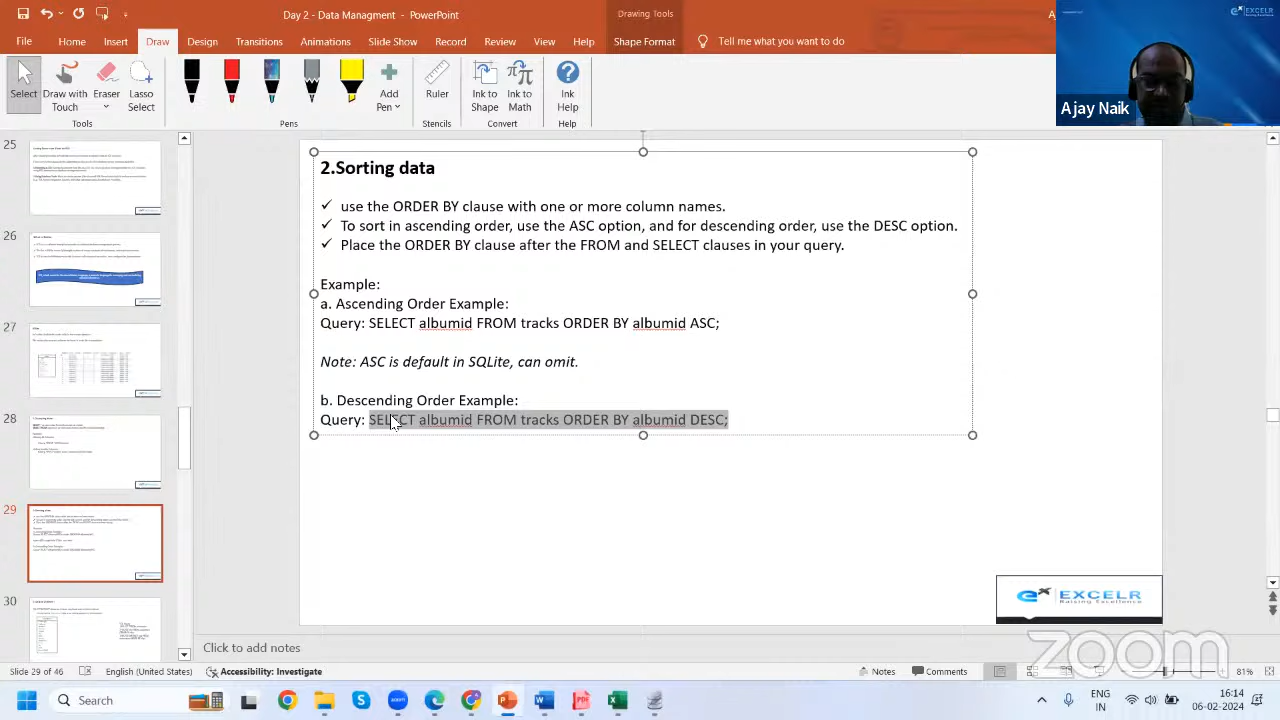 Day 2 - Data Managment - PowerPoint
Drawing Tools
File Home Insert Draw Design Transitions Animations Slide Show Record Review View Help Shape Format Tell me what you want to do
Select
Draw with Touch
Eraser
Lasso Select
Add Pen
Ruler
Ink to Shape
Ink to Math
Ink Help
Tools
Pens
Stencils
Convert
Help
EXCELR
Ajay Naik
25
27
28
29
30
2.Sorting data
✓ use the ORDER BY clause with one or more column names.
✓ To sort in ascending order, use the ASC option, and for descending order, use the DESC option.
✓ Place the ORDER BY clause after the FROM and SELECT clauses in your query.
Example:
a. Ascending Order Example:
Query: SELECT albumid FROM tracks ORDER BY albumid ASC;
Note: ASC is default in SQLite, can omit.
b. Descending Order Example:
Query: SELECT albumid FROM tracks ORDER BY albumid DESC;
EXCELR
Raising Excellence
Click to add notes
zoom
Slide 29 of 46 English (United States) Accessibility: Investigate Notes Comments 81%
Search
zoom
ENG
IN
16:14
06-02-2024